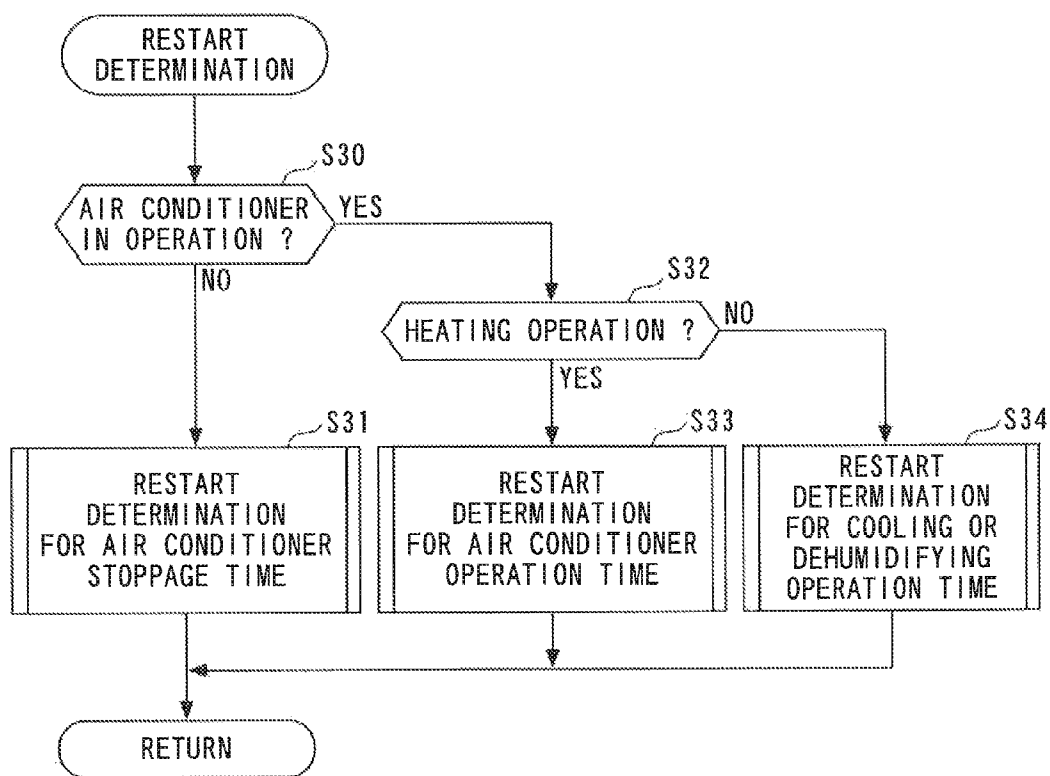 RESTART
DETERMINATION
S30
AIR CONDITIONER
IN OPERATION ?
YES
NO
S32
HEATING OPERATION ?
NO
YES
S31
RESTART
DETERMINATION
FOR AIR CONDITIONER
STOPPAGE TIME
S33
RESTART
DETERMINATION
FOR AIR CONDITIONER
OPERATION TIME
S34
RESTART
DETERMINATION
FOR COOLING OR
DEHUMIDIFYING
OPERATION TIME
RETURN